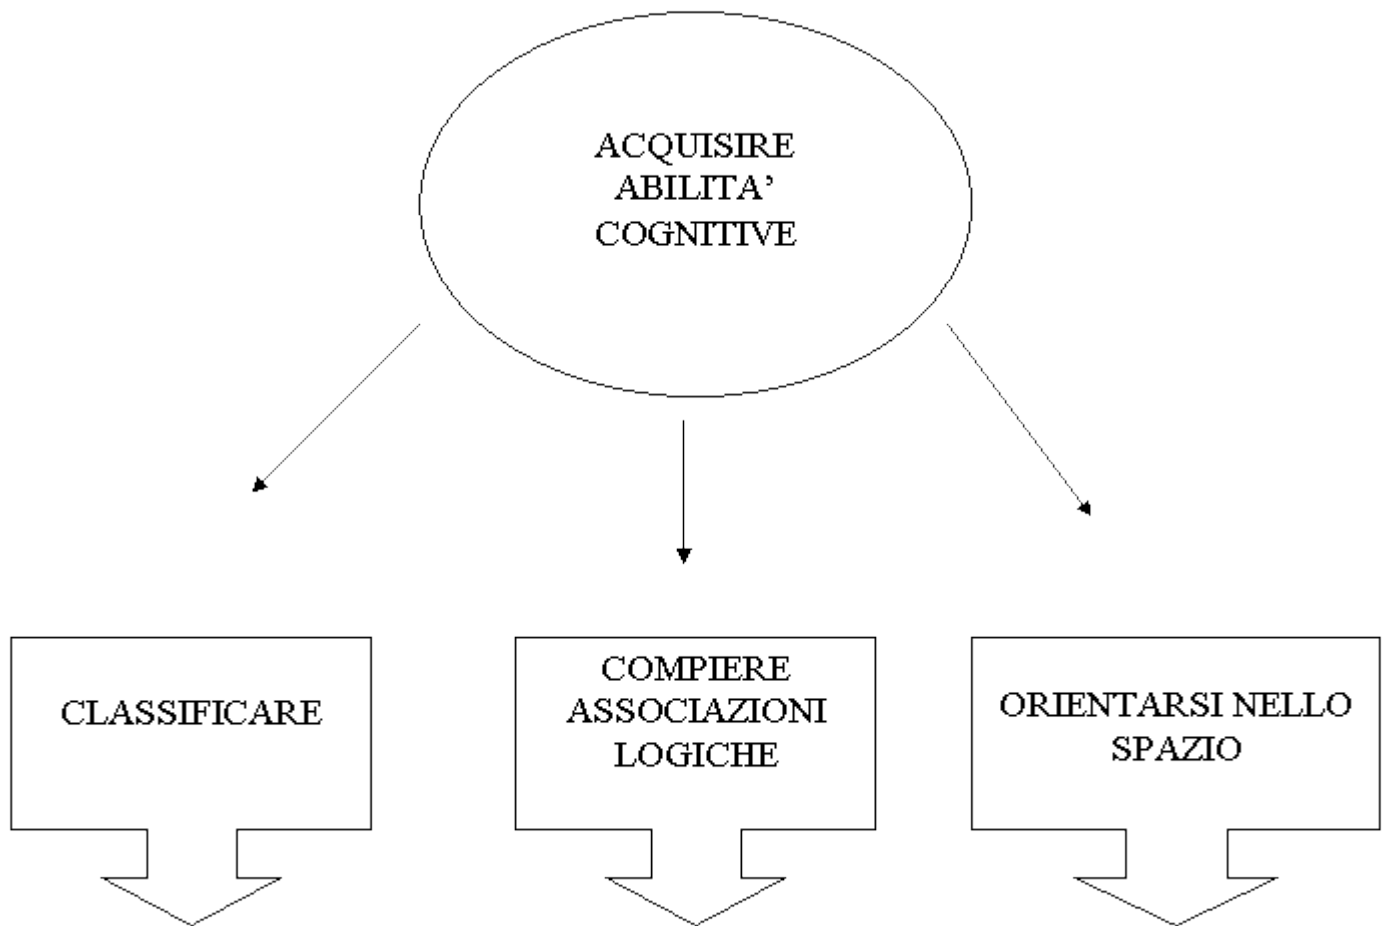 ACQUISIRE
ABILITA’
COGNITIVE
CLASSIFICARE
COMPIERE
ASSOCIAZIONI
LOGICHE
ORIENTARSI NELLO
SPAZIO